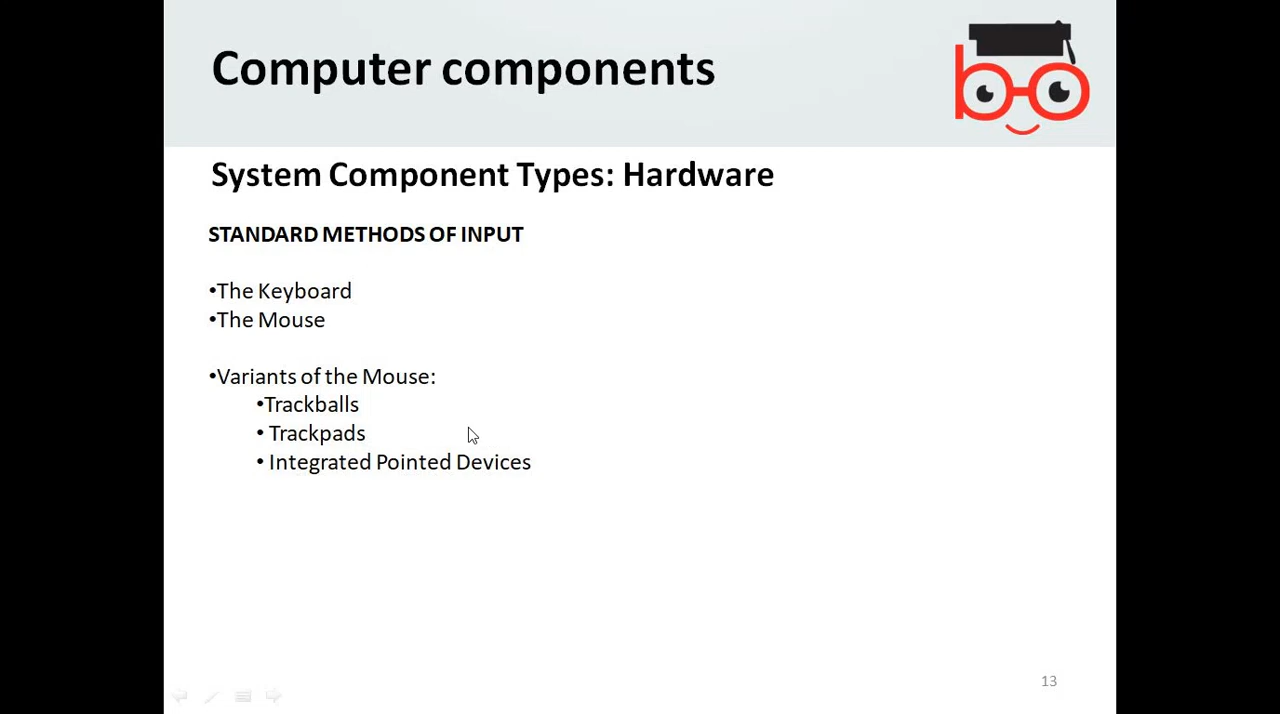 Computer components
System Component Types: Hardware
STANDARD METHODS OF INPUT
•The Keyboard
•The Mouse
•Variants of the Mouse:
•Trackballs
• Trackpads
• Integrated Pointed Devices
13